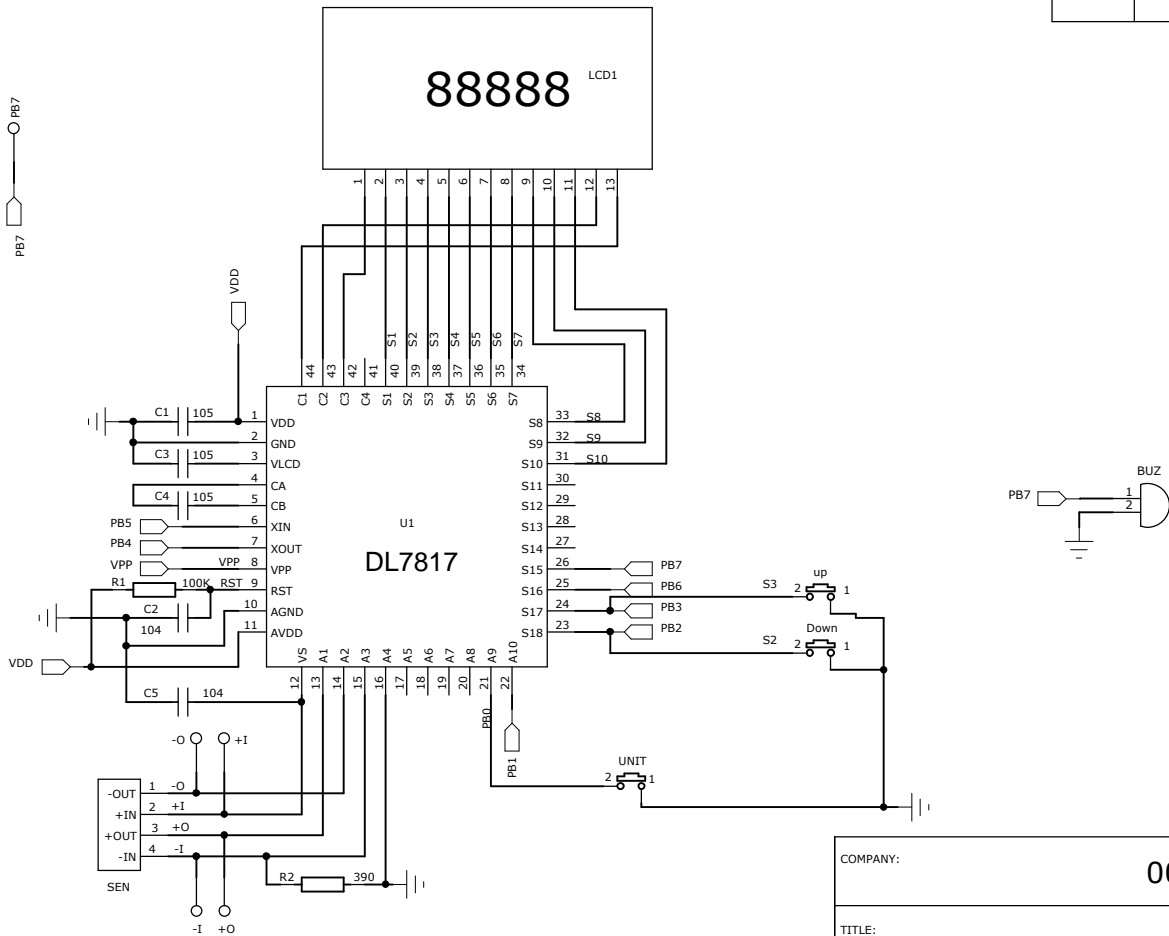 88888
LCD1
PB7
PB7
1 2 3 4 5 6 7 8 9 10 11 12 13
VDD
S1 S2 S3 S4 S5 S6 S7
44 43 42 41 40 39 38 37 36 35 34
C1 C2 C3 C4 S1 S2 S3 S4 S5 S6 S7
C1 105 1 VDD
2 GND
C3 105 3 VLCD
4 CA
C4 105 5 CB
PB5 6 XIN
PB4 7 XOUT
VPP VPP 8 VPP
R1 100K RST 9 RST
C2 104 10 AGND
11 AVDD
VDD
U1
DL7817
S8 33 S8
S9 32 S9
S10 31 S10
S11 30
S12 29
S13 28
S14 27
S15 26 PB7
S16 25 PB6
S17 24 PB3
S18 23 PB2
S3 2 up 1
S2 2 Down 1
BUZ
PB7 1
2
VS A1 A2 A3 A4 A5 A6 A7 A8 A9 A10
12 13 14 15 16 17 18 19 20 21 22
C5 104
PB0
PB1
UNIT
2 1
-O +I
-OUT 1 -O
+IN 2 +I
+OUT 3 +O
-IN 4 -I
SEN
R2 390
-I +O
COMPANY:
TITLE: